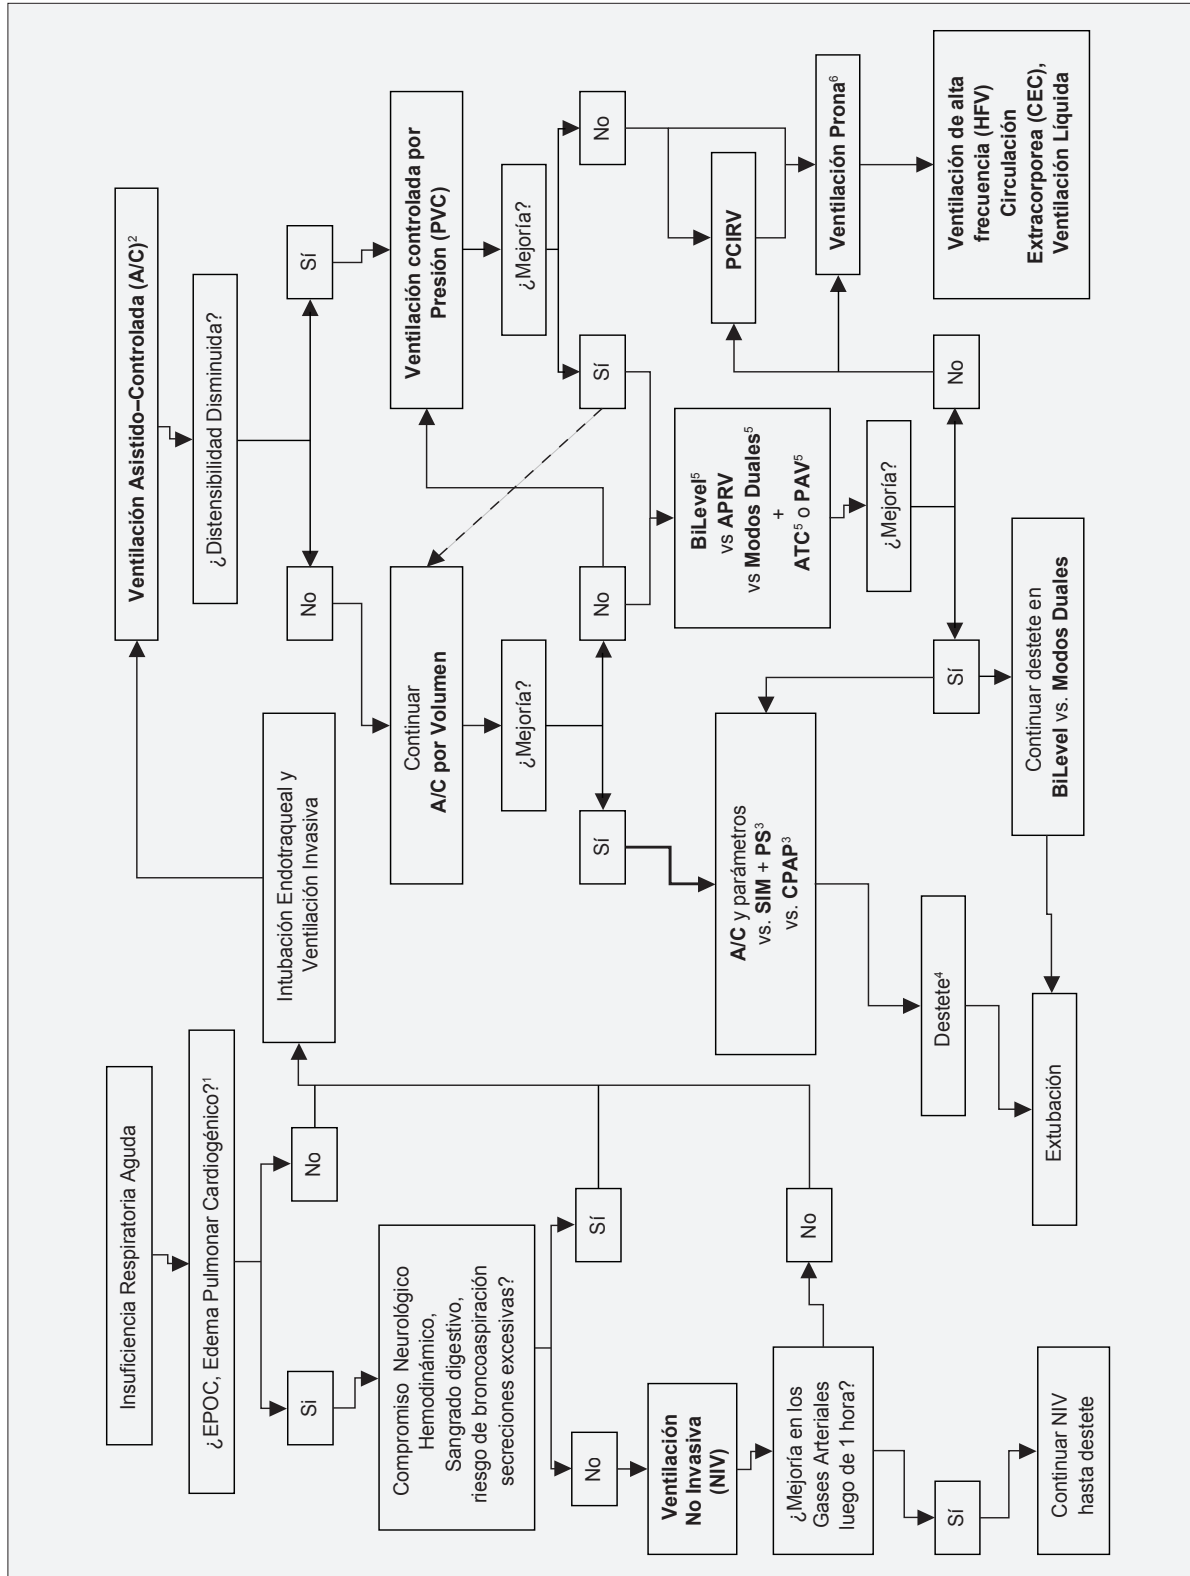 Insuficiencia Respiratoria Aguda
¿EPOC, Edema Pulmonar Cardiogénico?¹
Si
No
Compromiso Neurológico
Hemodinámico,
Sangrado digestivo,
riesgo de broncoaspiración
secreciones excesivas?
No
Sí
Ventilación
No Invasiva
(NIV)
¿Mejoría en los
Gases Arteriales
luego de 1 hora?
Sí
No
Continuar NIV
hasta destete
Intubación Endotraqueal y
Ventilación Invasiva
Ventilación Asistido–Controlada (A/C)²
¿Distensibilidad Disminuida?
No
Sí
Continuar
A/C por Volumen
¿Mejoría?
Sí
No
A/C y parámetros
vs. SIM + PS³
vs. CPAP³
Destete⁴
Extubación
Ventilación controlada por
Presión (PVC)
¿Mejoría?
Sí
No
BiLevel⁵
vs APRV
vs Modos Duales⁵
+
ATC⁵ o PAV⁵
¿Mejoría?
Sí
No
Continuar destete en
BiLevel vs. Modos Duales
PCIRV
Ventilación Prona⁶
Ventilación de alta
frecuencia (HFV)
Circulación
Extracorporea (CEC),
Ventilación Líquida